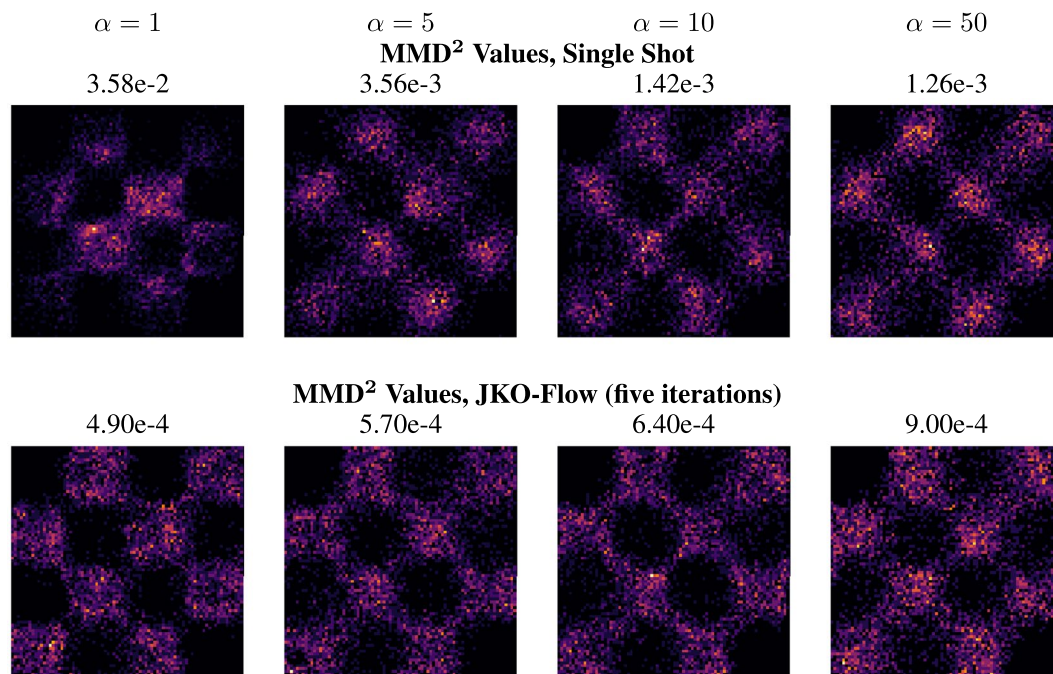 α = 1 α = 5 α = 10 α = 50
MMD² Values, Single Shot
3.58e-2 3.56e-3 1.42e-3 1.26e-3
MMD² Values, JKO-Flow (five iterations)
4.90e-4 5.70e-4 6.40e-4 9.00e-4